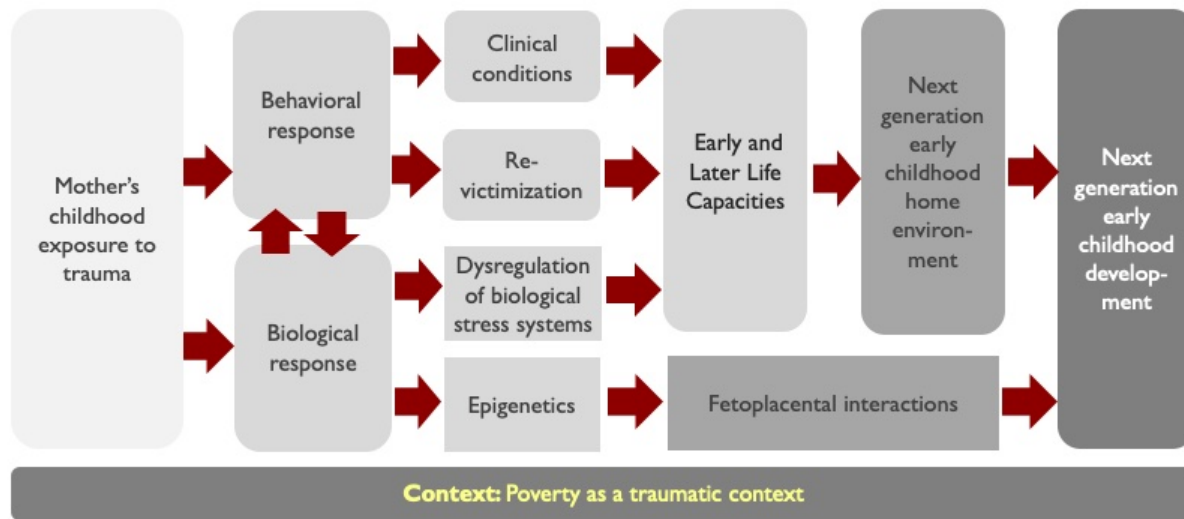 Mother's
childhood
exposure to
trauma
Behavioral
response
Biological
response
Clinical
conditions
Re-
victimization
Dysregulation
of biological
stress systems
Epigenetics
Early and
Later Life
Capacities
Fetoplacental interactions
Next
generation
early
childhood
home
environ-
ment
Next
generation
early
childhood
develop-
ment
Context: Poverty as a traumatic context